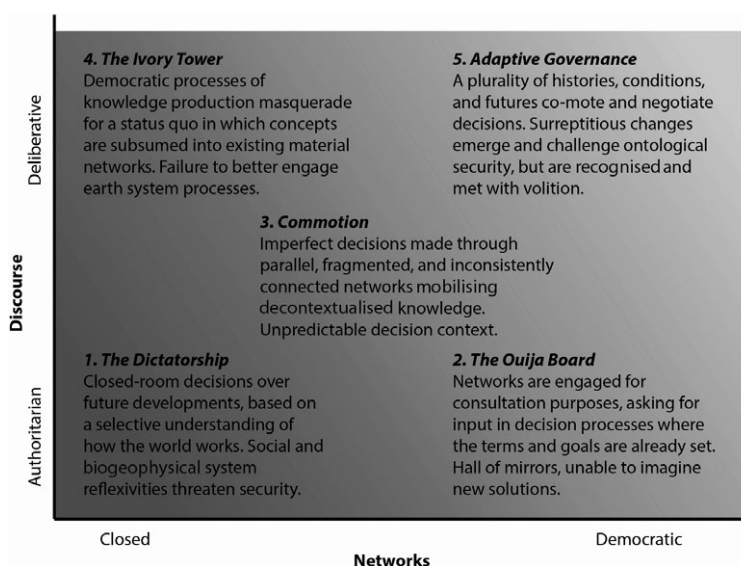 4. The Ivory Tower
Democratic processes of
knowledge production masquerade
for a status quo in which concepts
are subsumed into existing material
networks. Failure to better engage
earth system processes.
5. Adaptive Governance
A plurality of histories, conditions,
and futures co-mote and negotiate
decisions. Surreptitious changes
emerge and challenge ontological
security, but are recognised and
met with volition.
3. Commotion
Imperfect decisions made through
parallel, fragmented, and inconsistently
connected networks mobilising
decontextualised knowledge.
Unpredictable decision context.
1. The Dictatorship
Closed-room decisions over
future developments, based on
a selective understanding of
how the world works. Social and
biogeophysical system
reflexivities threaten security.
2. The Ouija Board
Networks are engaged for
consultation purposes, asking for
input in decision processes where
the terms and goals are already set.
Hall of mirrors, unable to imagine
new solutions.
Deliberative
Discourse
Authoritarian
Closed
Democratic
Networks